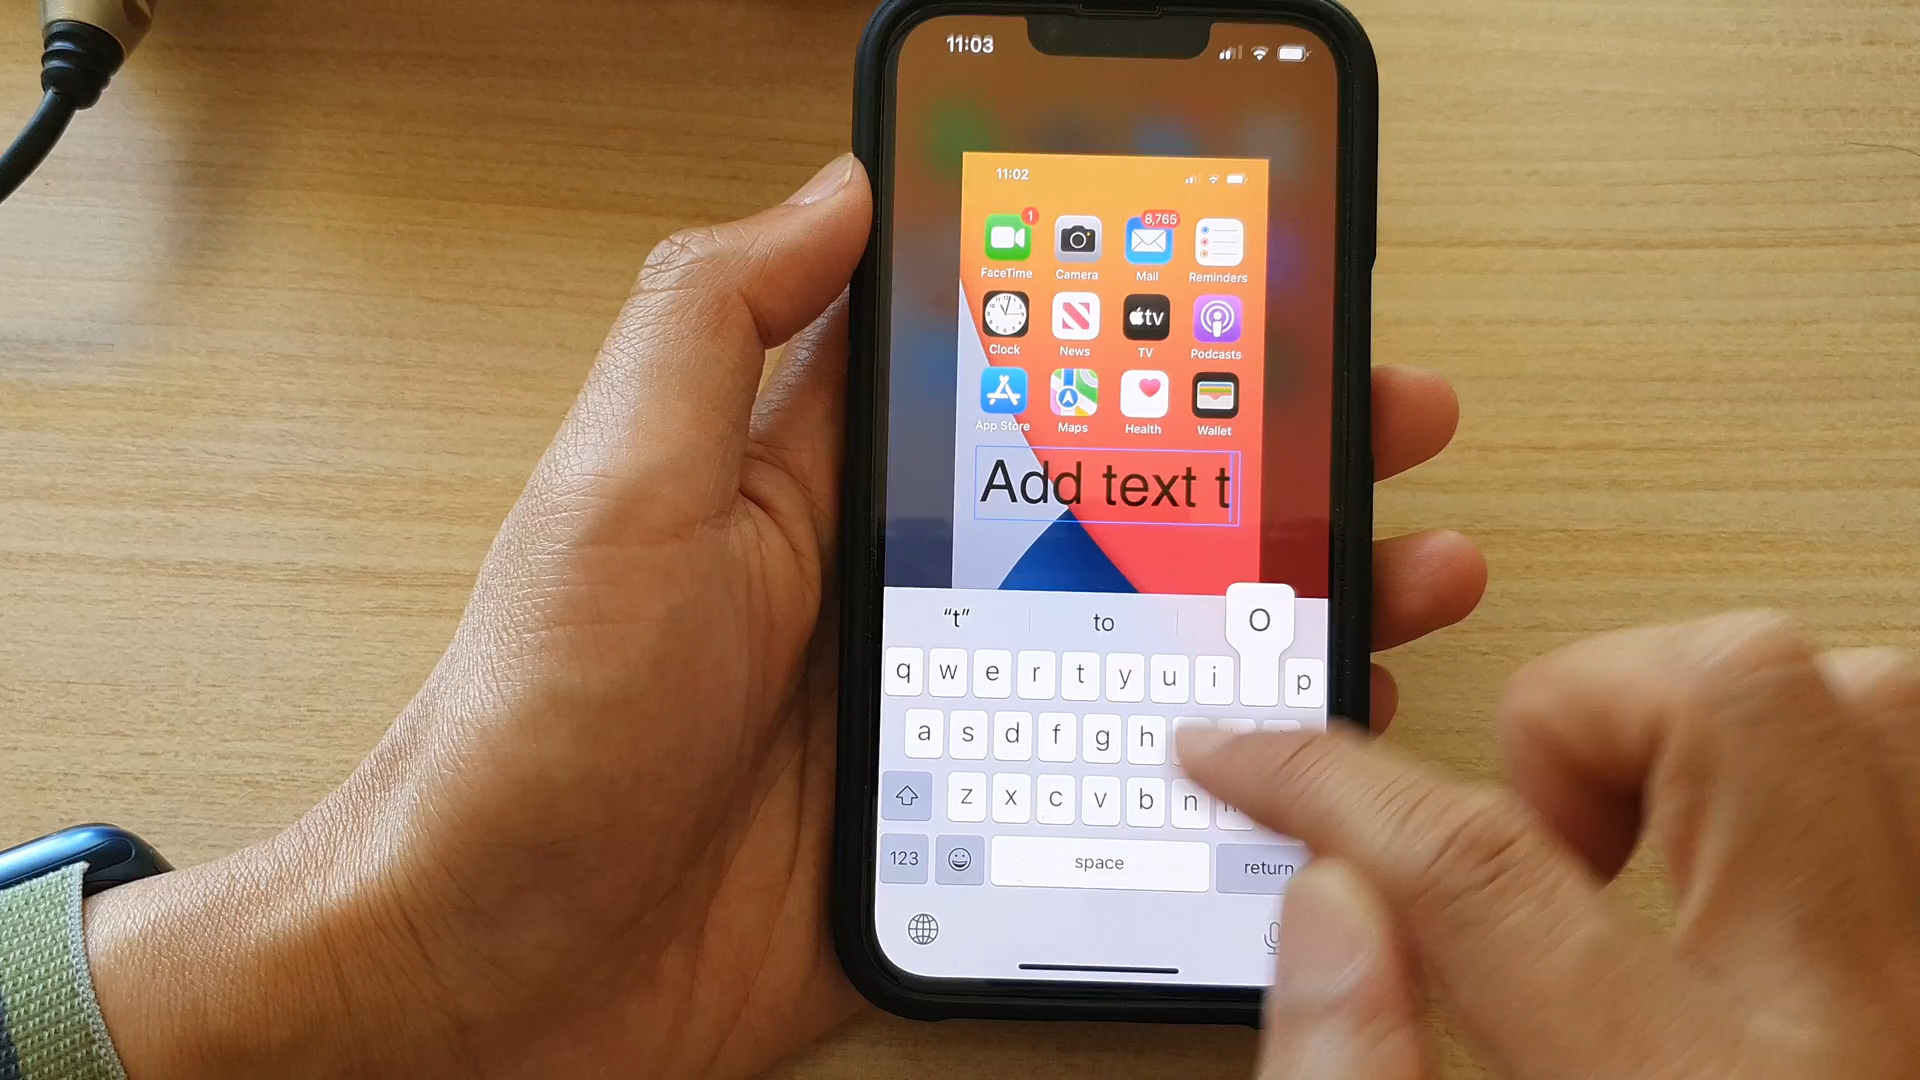 11:03
11:02
1
8,765
FaceTime Camera Mail Reminders
tv
Clock News TV Podcasts
App Store Maps Health Wallet
Add text t
"t" to
O
q w e r t y u i p
a s d f g h
z x c v b n
123 space return